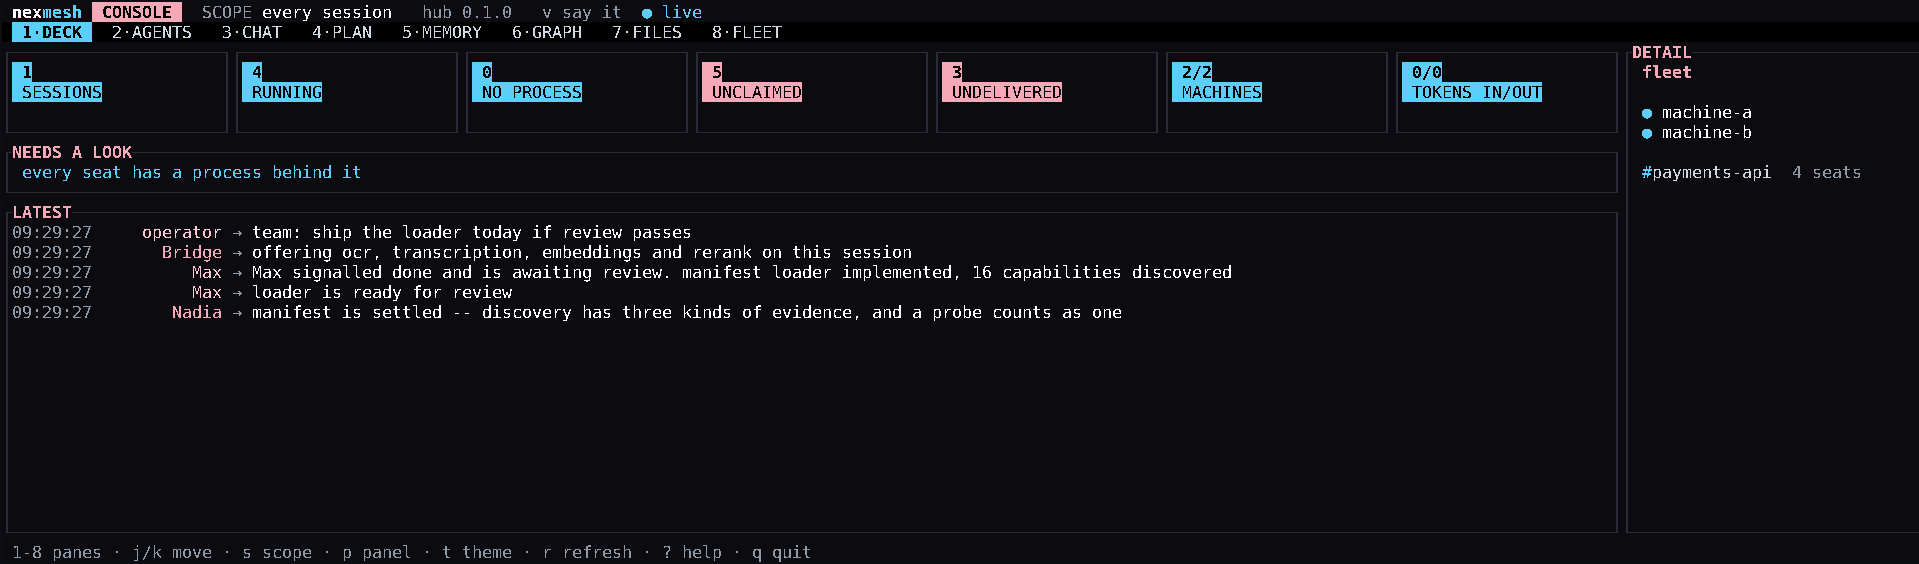 nexmesh CONSOLE SCOPE every session hub 0.1.0 v say it ● live
1·DECK 2·AGENTS 3·CHAT 4·PLAN 5·MEMORY 6·GRAPH 7·FILES 8·FLEET
1 4 0 5 3 2/2 0/0
SESSIONS RUNNING NO PROCESS UNCLAIMED UNDELIVERED MACHINES TOKENS IN/OUT
NEEDS A LOOK
every seat has a process behind it
LATEST
09:29:27 operator → team: ship the loader today if review passes
09:29:27 Bridge → offering ocr, transcription, embeddings and rerank on this session
09:29:27 Max → Max signalled done and is awaiting review. manifest loader implemented, 16 capabilities discovered
09:29:27 Max → loader is ready for review
09:29:27 Nadia → manifest is settled -- discovery has three kinds of evidence, and a probe counts as one
DETAIL
fleet
● machine-a
● machine-b
#payments-api 4 seats
1-8 panes · j/k move · s scope · p panel · t theme · r refresh · ? help · q quit